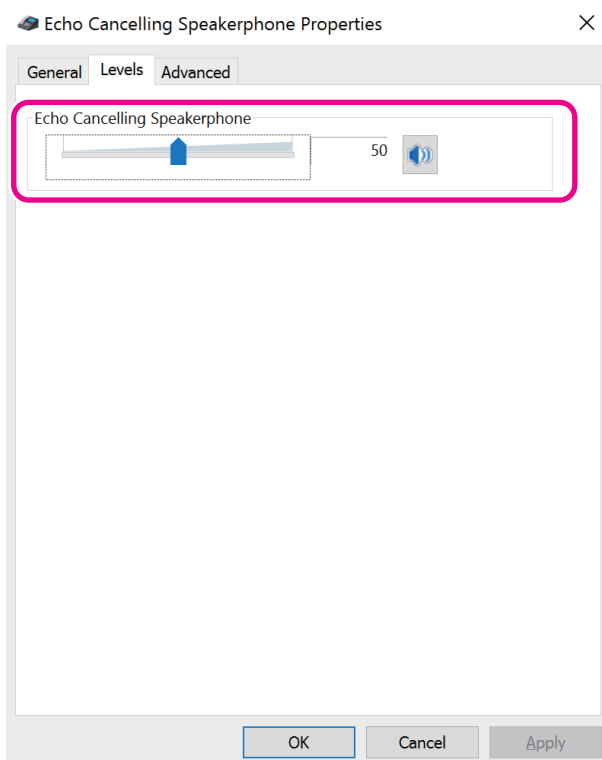 Echo Cancelling Speakerphone Properties
General Levels Advanced
Echo Cancelling Speakerphone
50
OK Cancel Apply